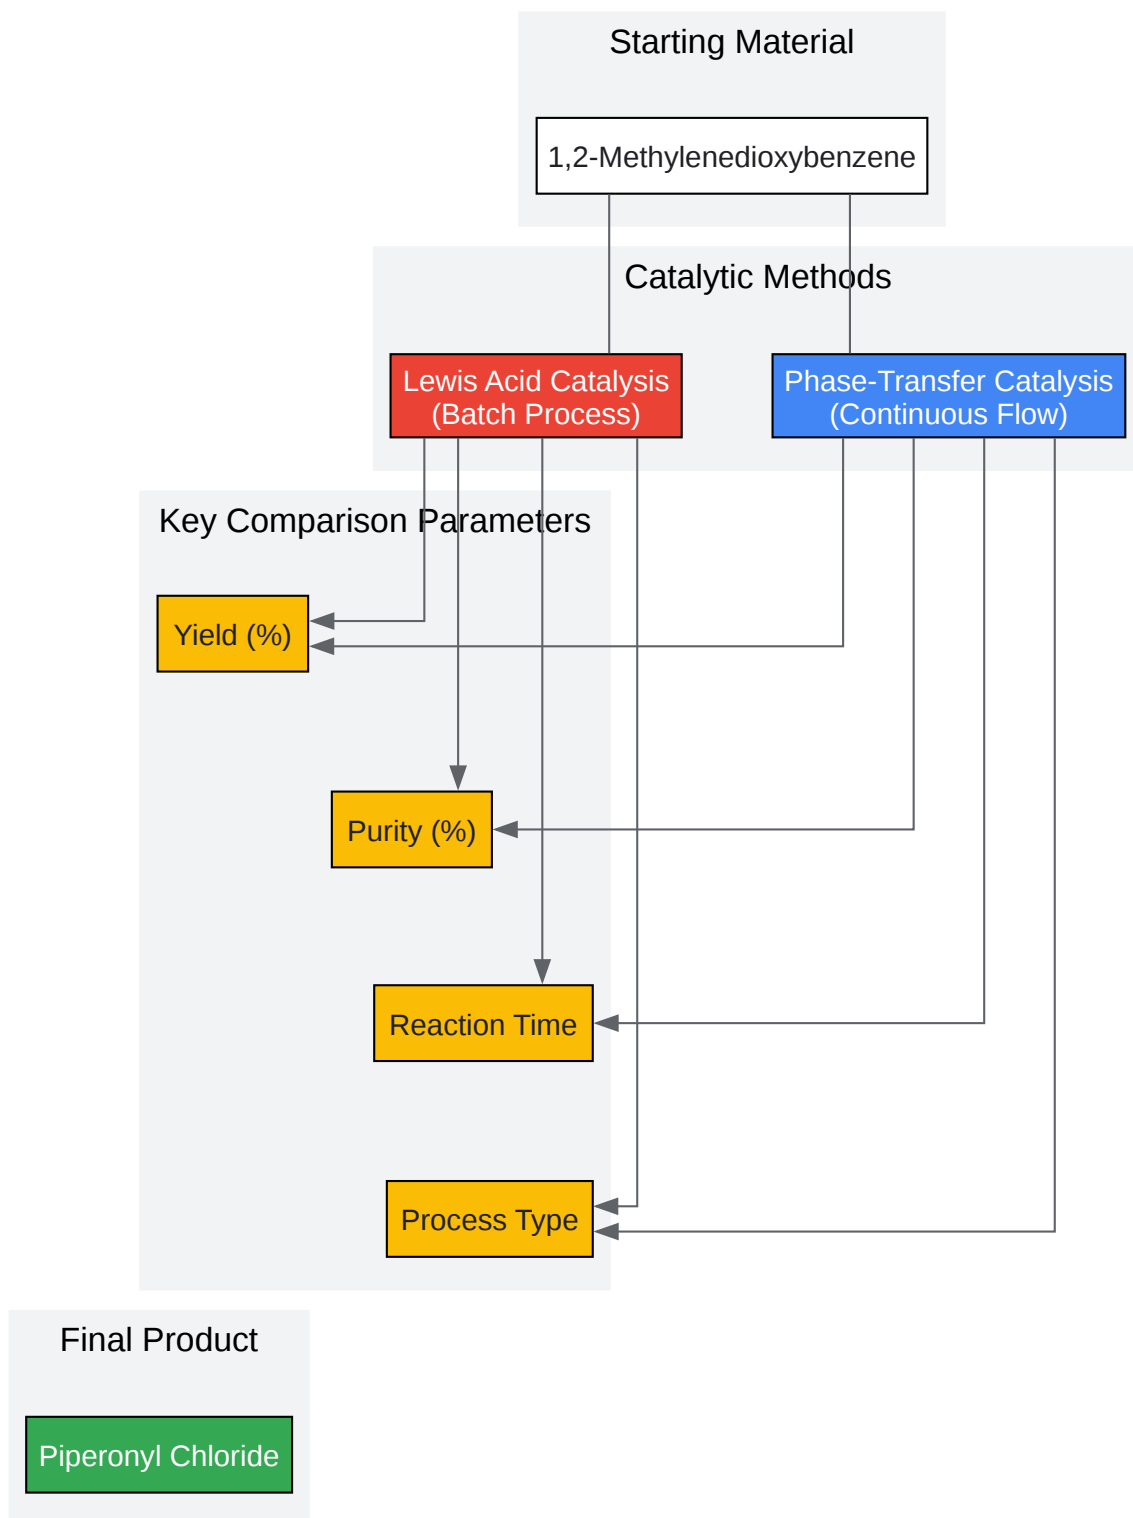 Starting Material
1,2-Methylenedioxybenzene
Catalytic Methods
Lewis Acid Catalysis
(Batch Process)
Phase-Transfer Catalysis
(Continuous Flow)
Key Comparison Parameters
Yield (%)
Purity (%)
Reaction Time
Process Type
Final Product
Piperonyl Chloride